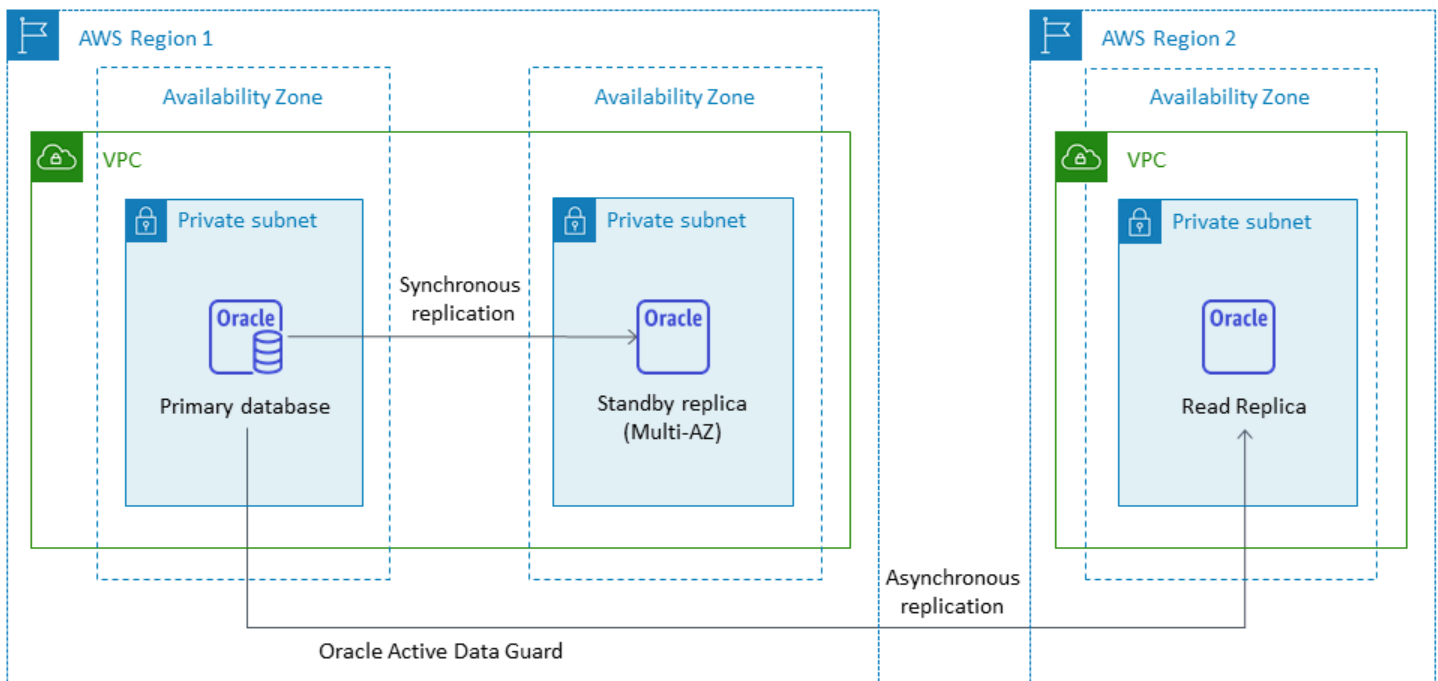 AWS Region 1
Availability Zone
Availability Zone
VPC
Private subnet
Private subnet
Synchronous
replication
Oracle
Oracle
Primary database
Standby replica
(Multi-AZ)
Oracle Active Data Guard
Asynchronous
replication
AWS Region 2
Availability Zone
VPC
Private subnet
Oracle
Read Replica